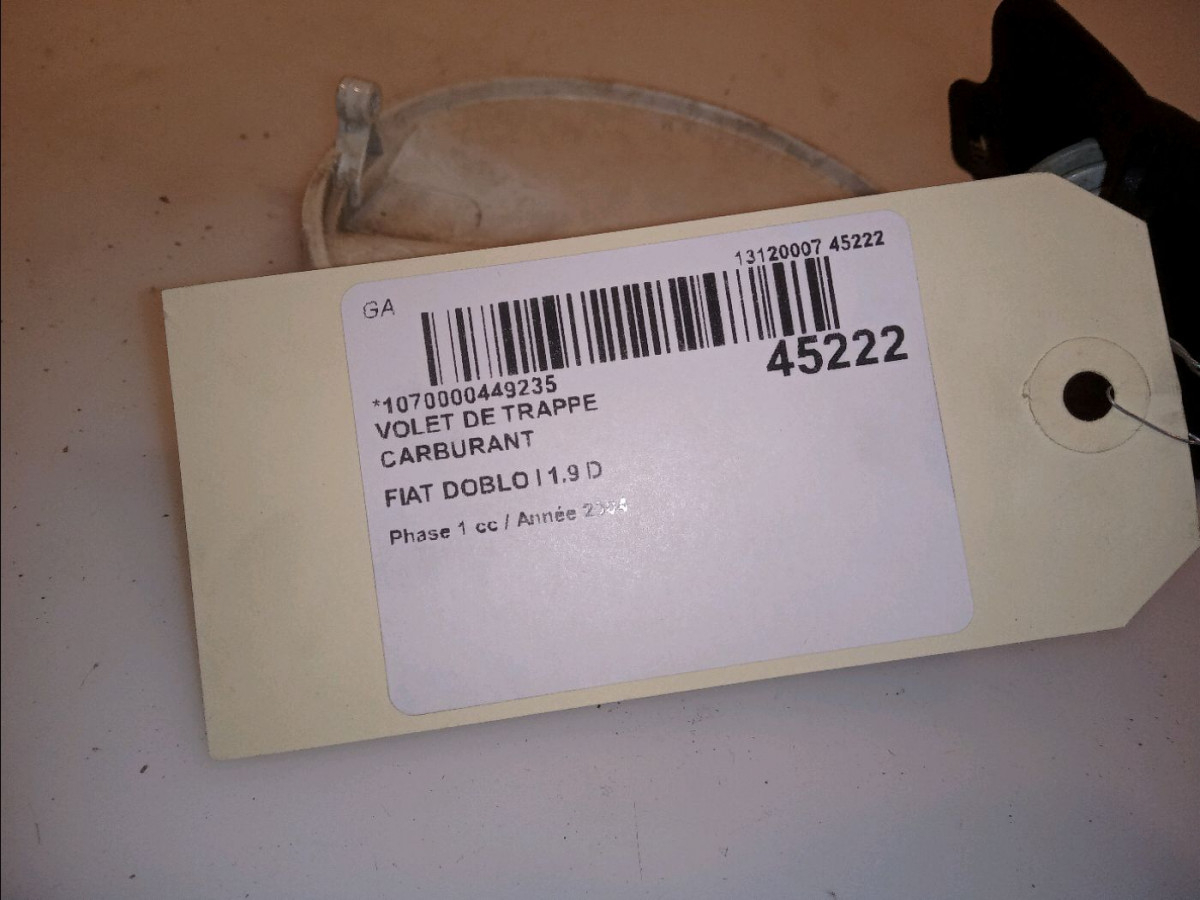 13120007 45222
GA
45222
*1070000449235
VOLET DE TRAPPE
CARBURANT
FIAT DOBLO I 1.9 D
Phase 1 cc / Année